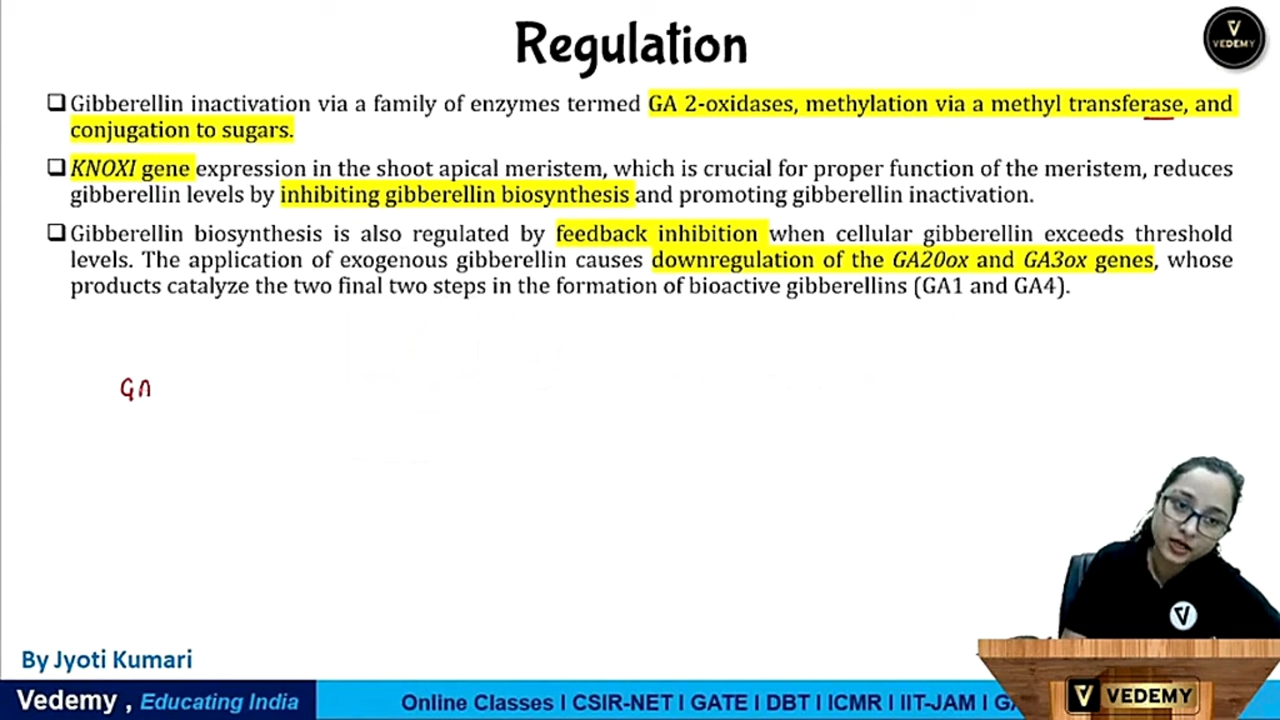 Regulation
VEDEMY
❑Gibberellin inactivation via a family of enzymes termed GA 2-oxidases, methylation via a methyl transferase, and
conjugation to sugars.
❑KNOXI gene expression in the shoot apical meristem, which is crucial for proper function of the meristem, reduces
gibberellin levels by inhibiting gibberellin biosynthesis and promoting gibberellin inactivation.
❑Gibberellin biosynthesis is also regulated by feedback inhibition when cellular gibberellin exceeds threshold
levels. The application of exogenous gibberellin causes downregulation of the GA20ox and GA3ox genes, whose
products catalyze the two final two steps in the formation of bioactive gibberellins (GA1 and GA4).
GA
By Jyoti Kumari
Vedemy , Educating India
Online Classes I CSIR-NET I GATE I DBT I ICMR I IIT-JAM I GA
VEDEMY